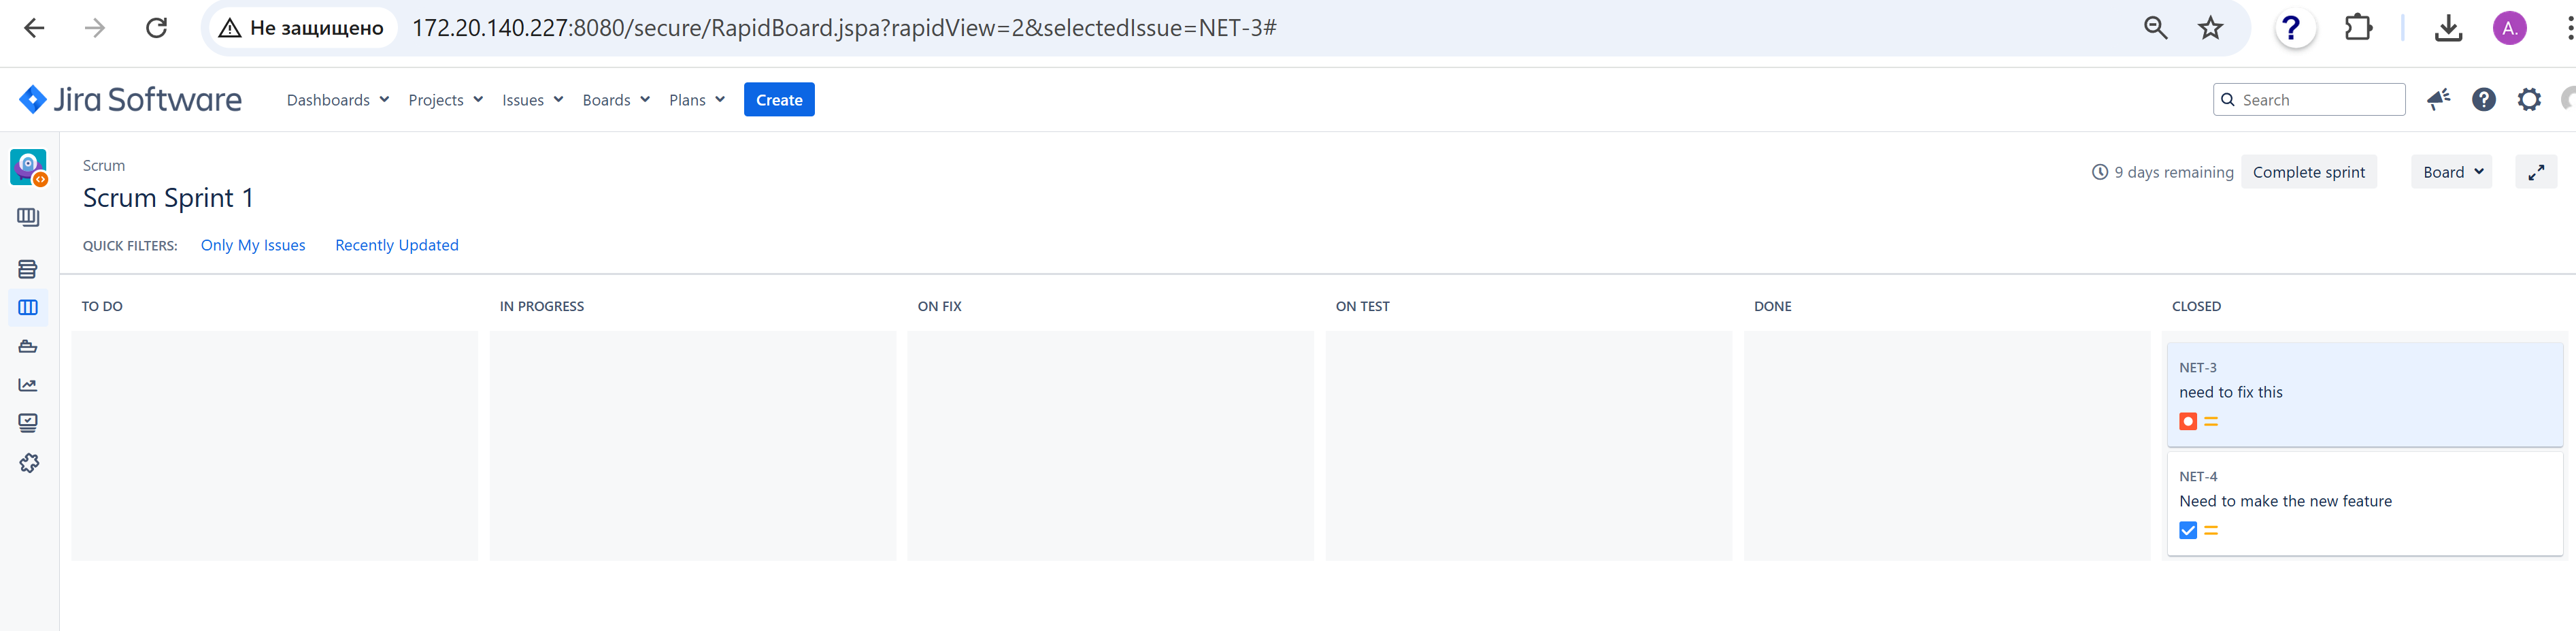 Не защищено 172.20.140.227:8080/secure/RapidBoard.jspa?rapidView=2&selectedIssue=NET-3# ? A.
Jira Software Dashboards Projects Issues Boards Plans Create Search ?
Scrum
Scrum Sprint 1
9 days remaining Complete sprint Board
QUICK FILTERS: Only My Issues Recently Updated
TO DO IN PROGRESS ON FIX ON TEST DONE CLOSED
NET-3
need to fix this
NET-4
Need to make the new feature